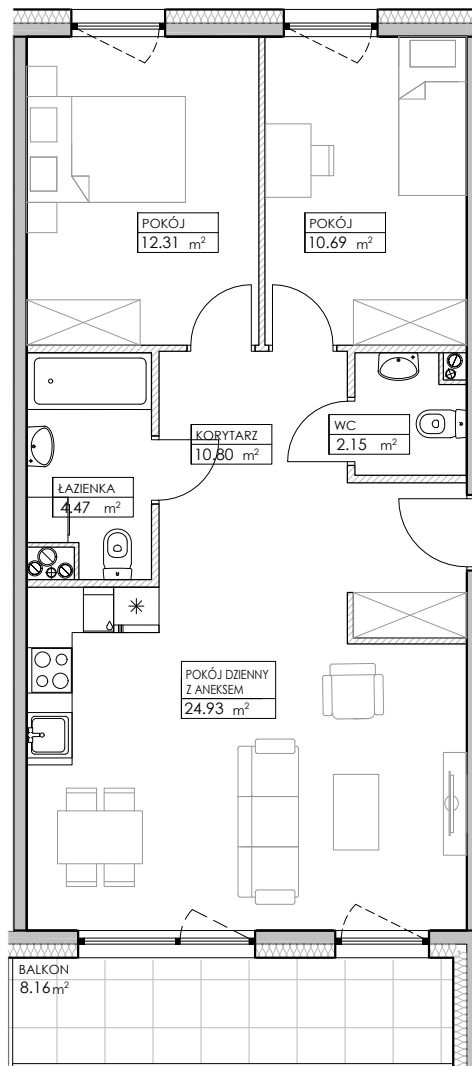 POKÓJ
12.31 m²
POKÓJ
10.69 m²
KORYTARZ
10.80 m²
WC
2.15 m²
ŁAZIENKA
4.47 m²
POKÓJ DZIENNY
Z ANEKSEM
24.93 m²
BALKON
8.16 m²